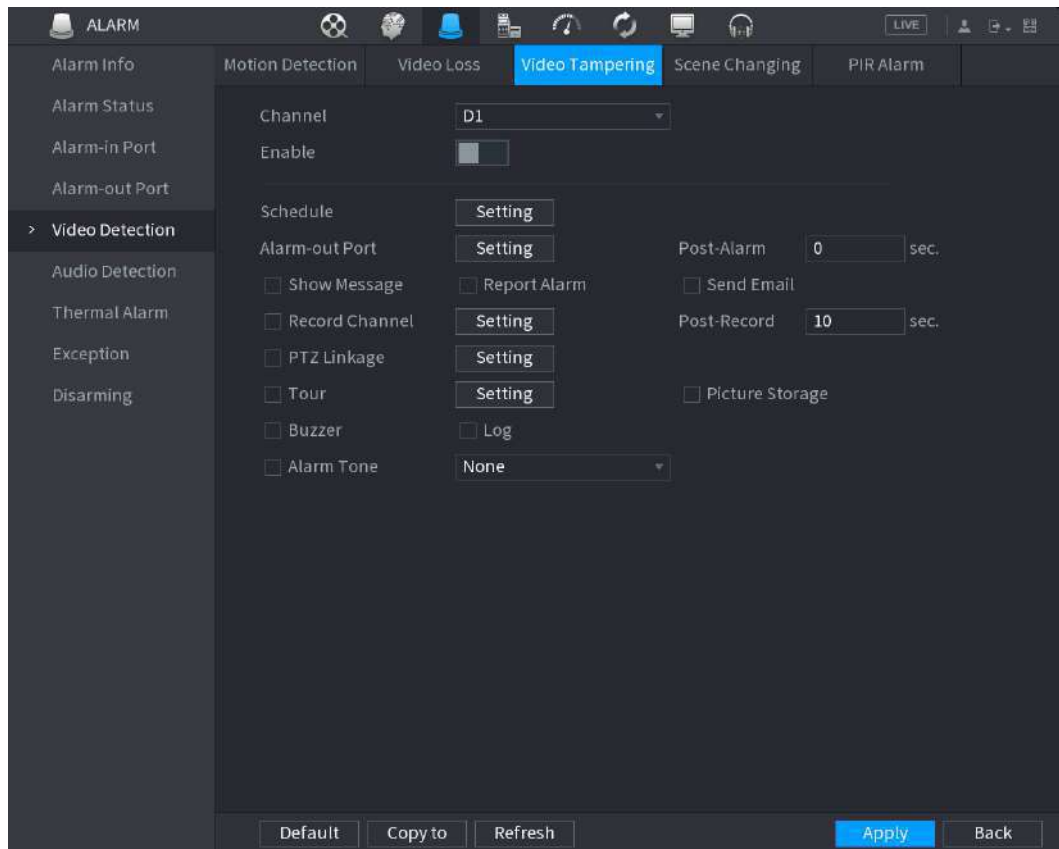 ALARM LIVE
Alarm Info
Alarm Status
Alarm-in Port
Alarm-out Port
> Video Detection
Audio Detection
Thermal Alarm
Exception
Disarming
Motion Detection Video Loss Video Tampering Scene Changing PIR Alarm
Channel D1
Enable
Schedule Setting
Alarm-out Port Setting Post-Alarm 0 sec.
Show Message Report Alarm Send Email
Record Channel Setting Post-Record 10 sec.
PTZ Linkage Setting
Tour Setting Picture Storage
Buzzer Log
Alarm Tone None
Default Copy to Refresh Apply Back